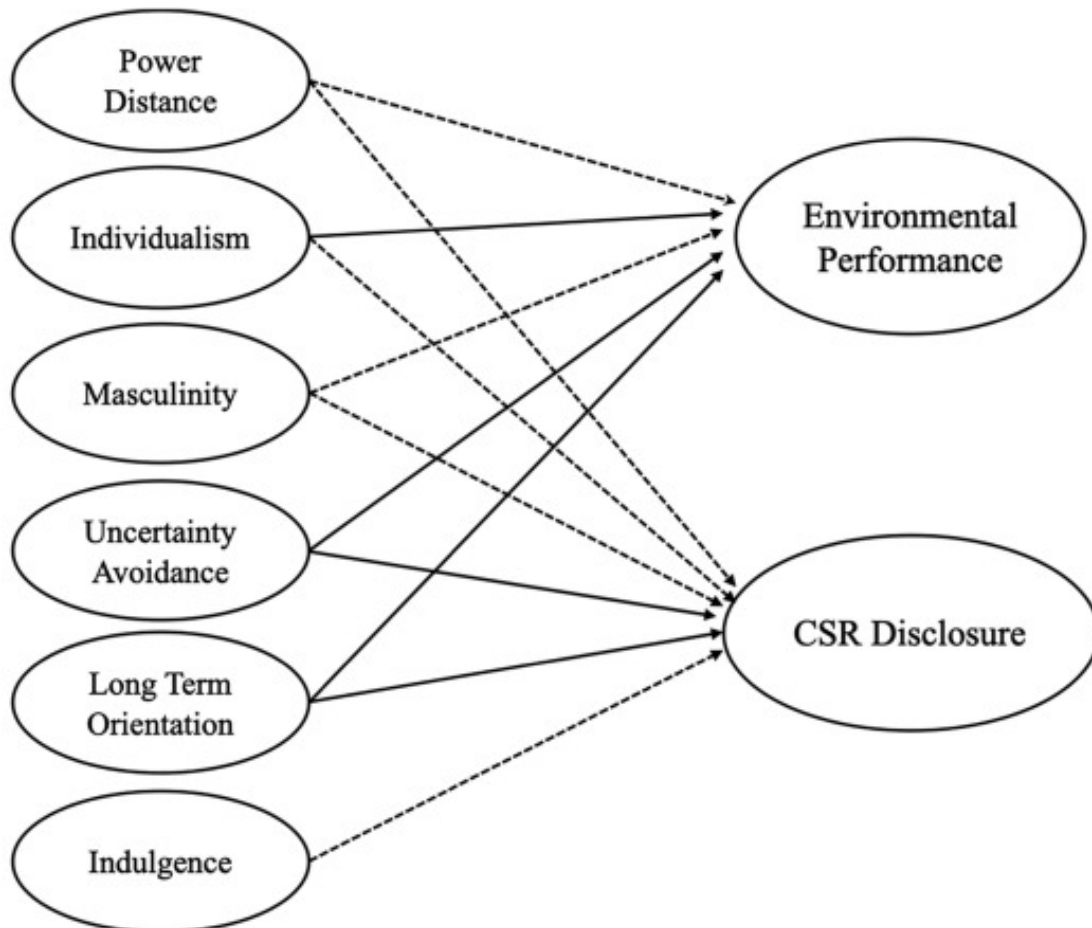 Power
Distance
Individualism
Masculinity
Uncertainty
Avoidance
Long Term
Orientation
Indulgence
Environmental
Performance
CSR Disclosure